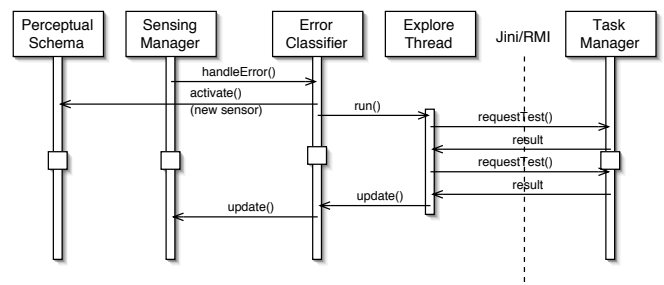 Perceptual Sensing Error Explore Jini/RMI Task
Schema Manager Classifier Thread Manager
handleError()
activate()
(new sensor)
run()
requestTest()
result
requestTest()
result
update()
update()